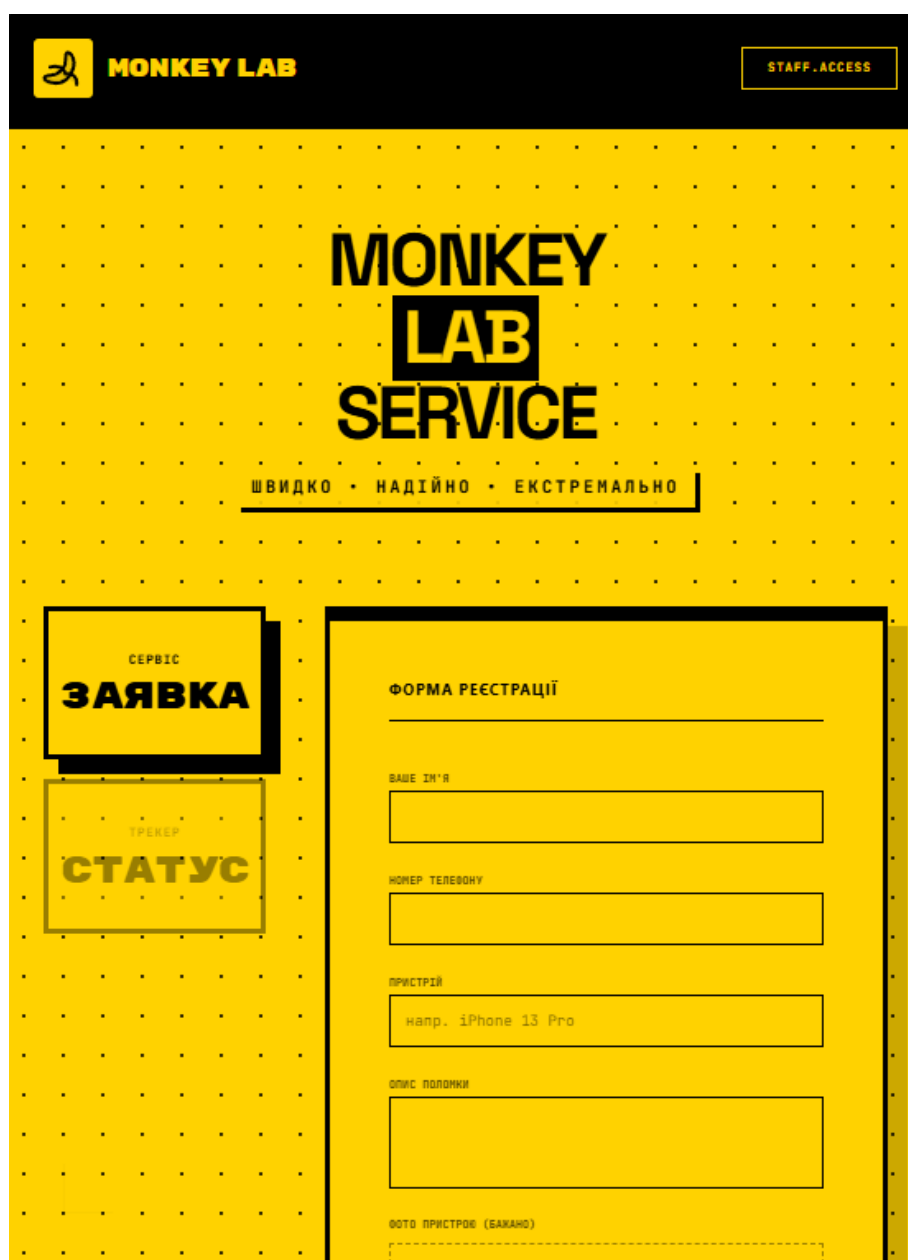 MONKEY LAB
STAFF.ACCESS
MONKEY
LAB
SERVICE
ШВИДКО • НАДІЙНО • ЕКСТРЕМАЛЬНО
СЕРВІС
ЗАЯВКА
ТРЕКЕР
СТАТУС
ФОРМА РЕЄСТРАЦІЇ
ВАШЕ ІМ'Я
НОМЕР ТЕЛЕФОНУ
ПРИСТРІЙ
напр. iPhone 13 Pro
ОПИС ПОЛОМКИ
ФОТО ПРИСТРОЮ (БАЖАНО)